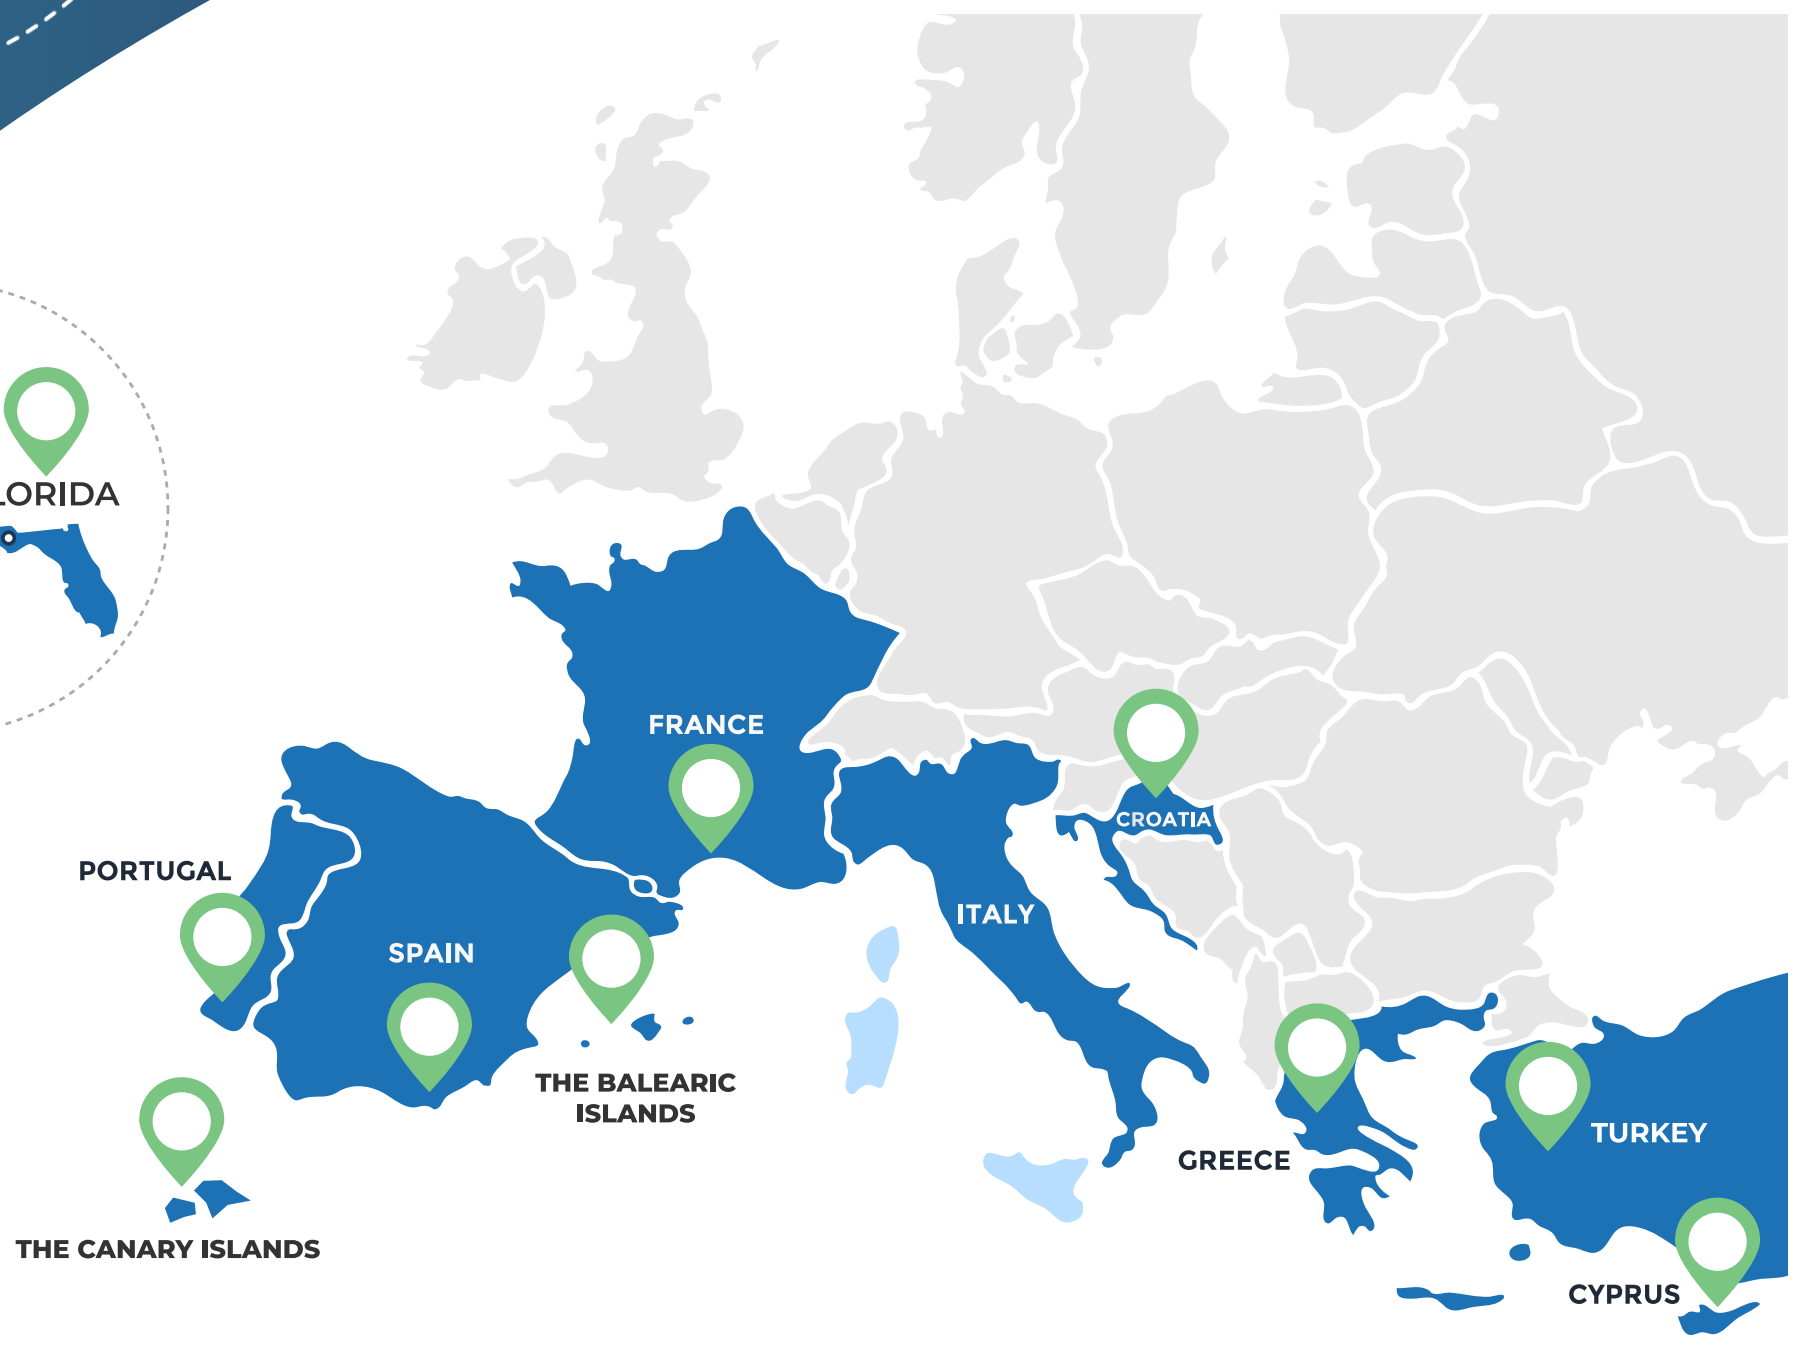 LORIDA
FRANCE
CROATIA
PORTUGAL
ITALY
SPAIN
THE BALEARIC
ISLANDS
TURKEY
GREECE
THE CANARY ISLANDS
CYPRUS